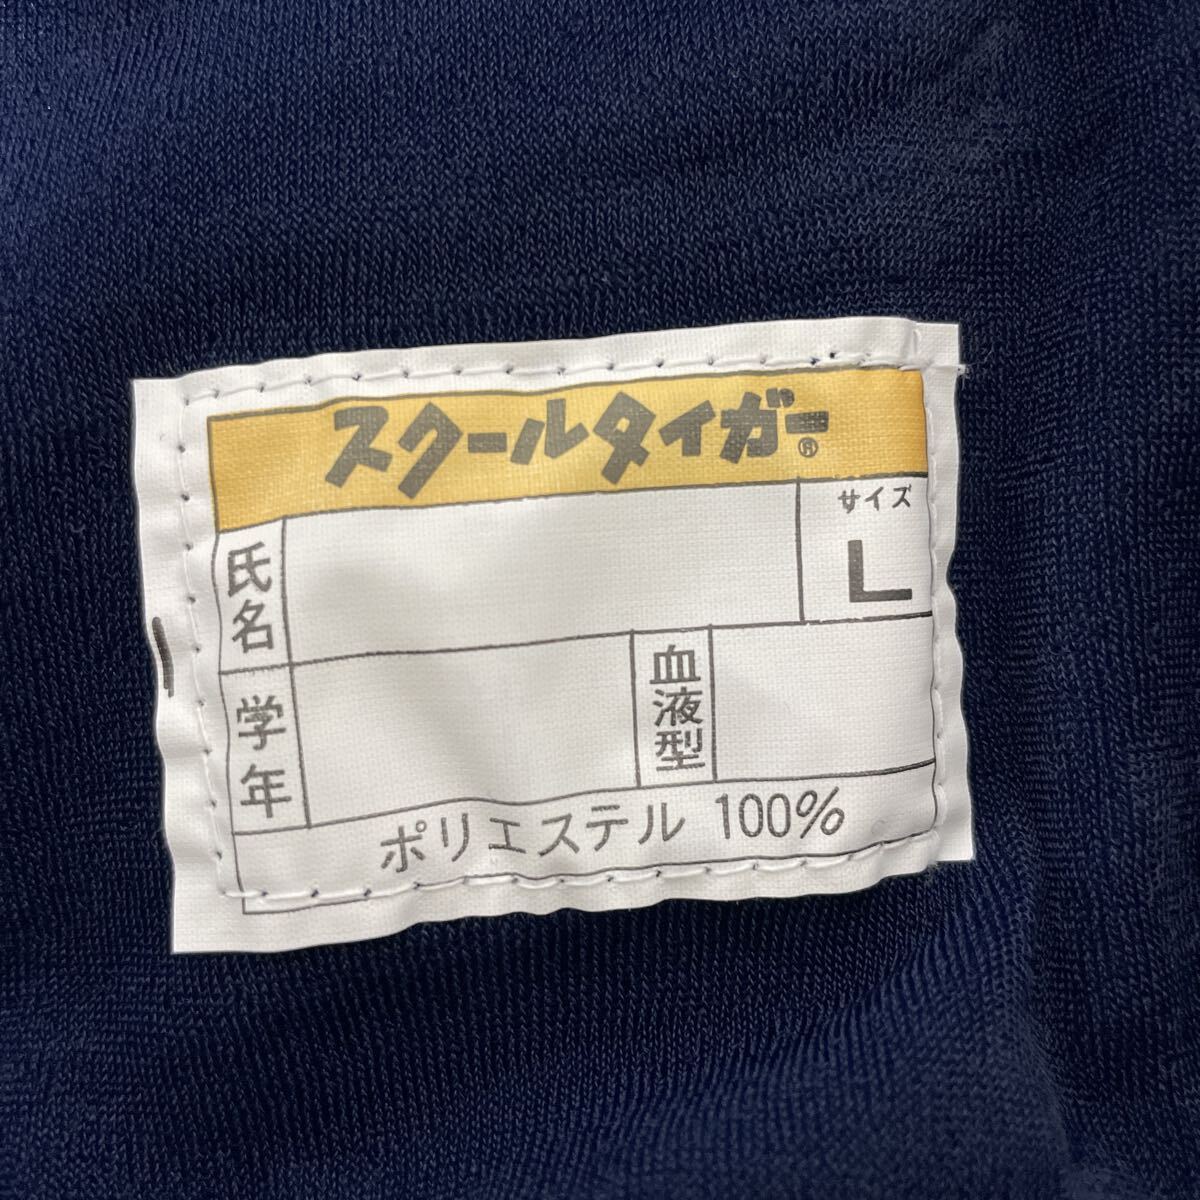 スクールタイガー®
氏名
サイズ
L
学年
血液型
ポリエステル 100%